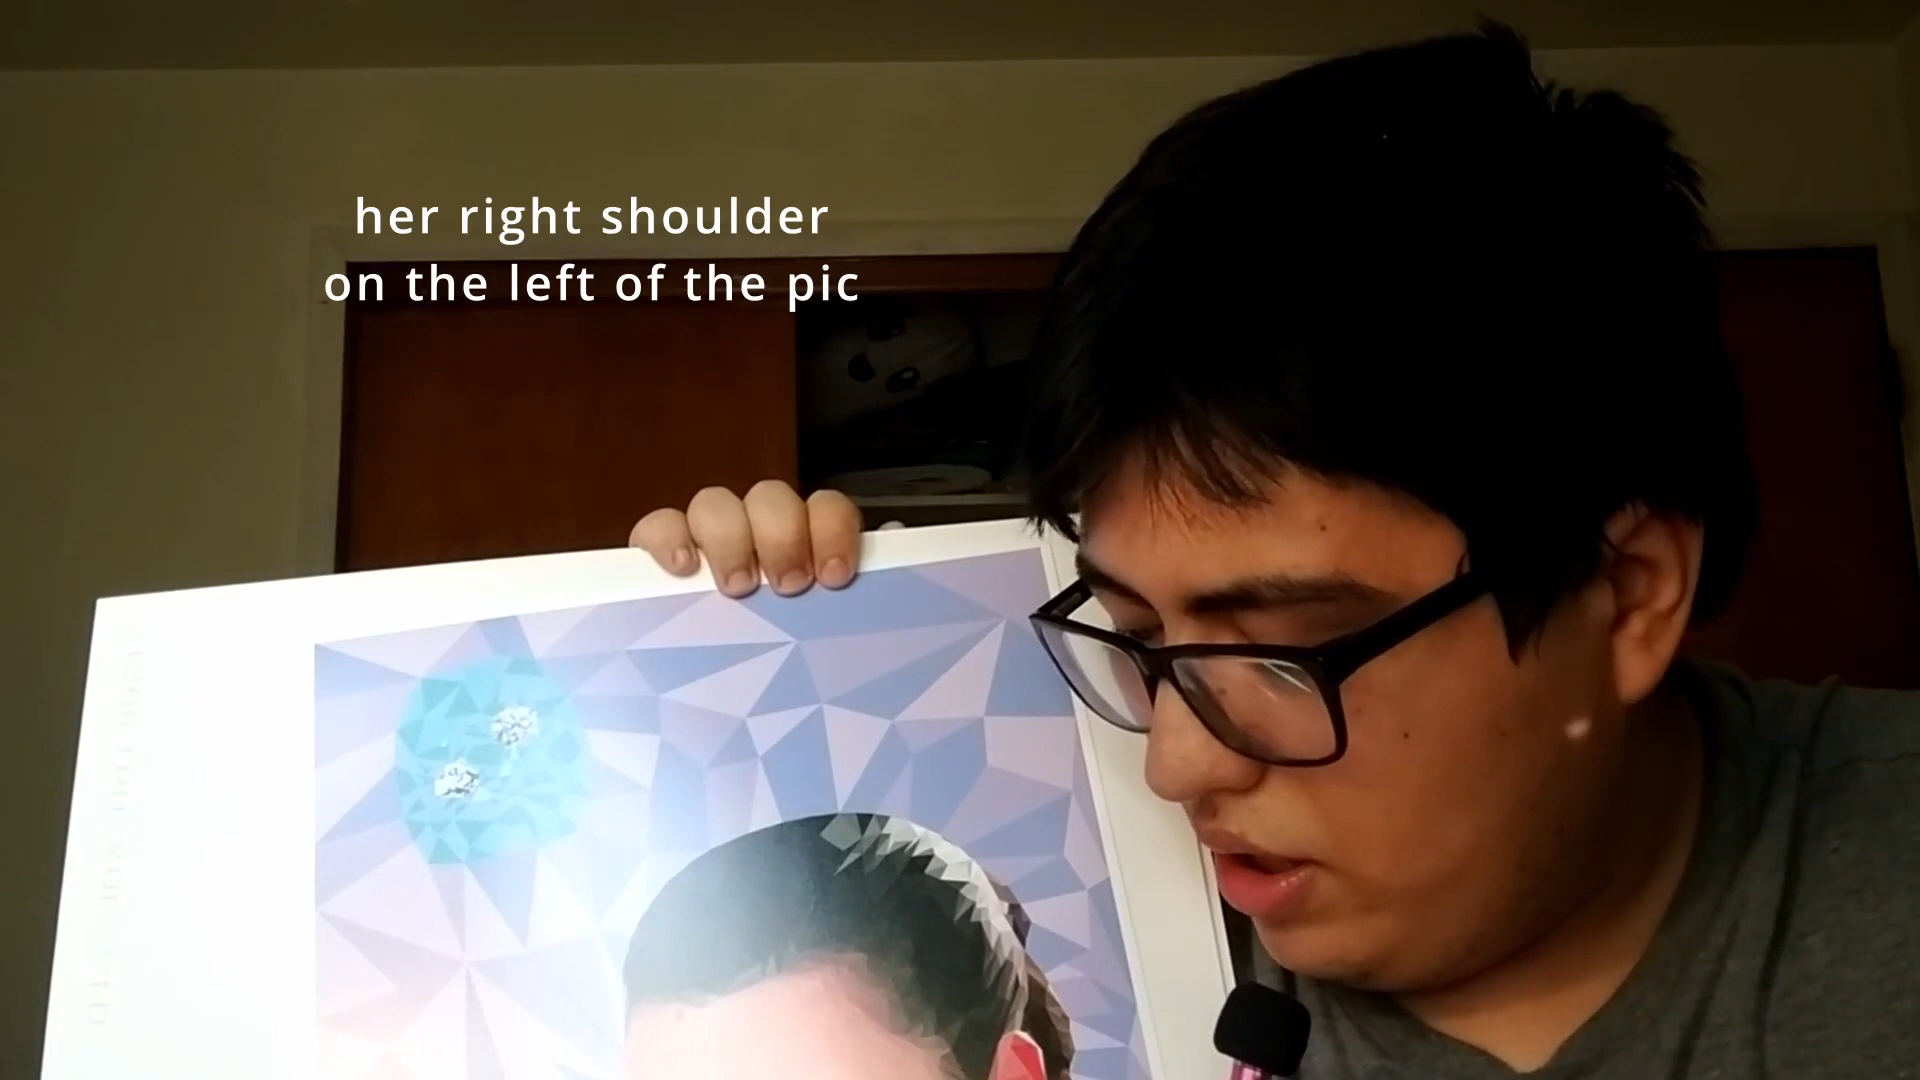 her right shoulder
on the left of the pic